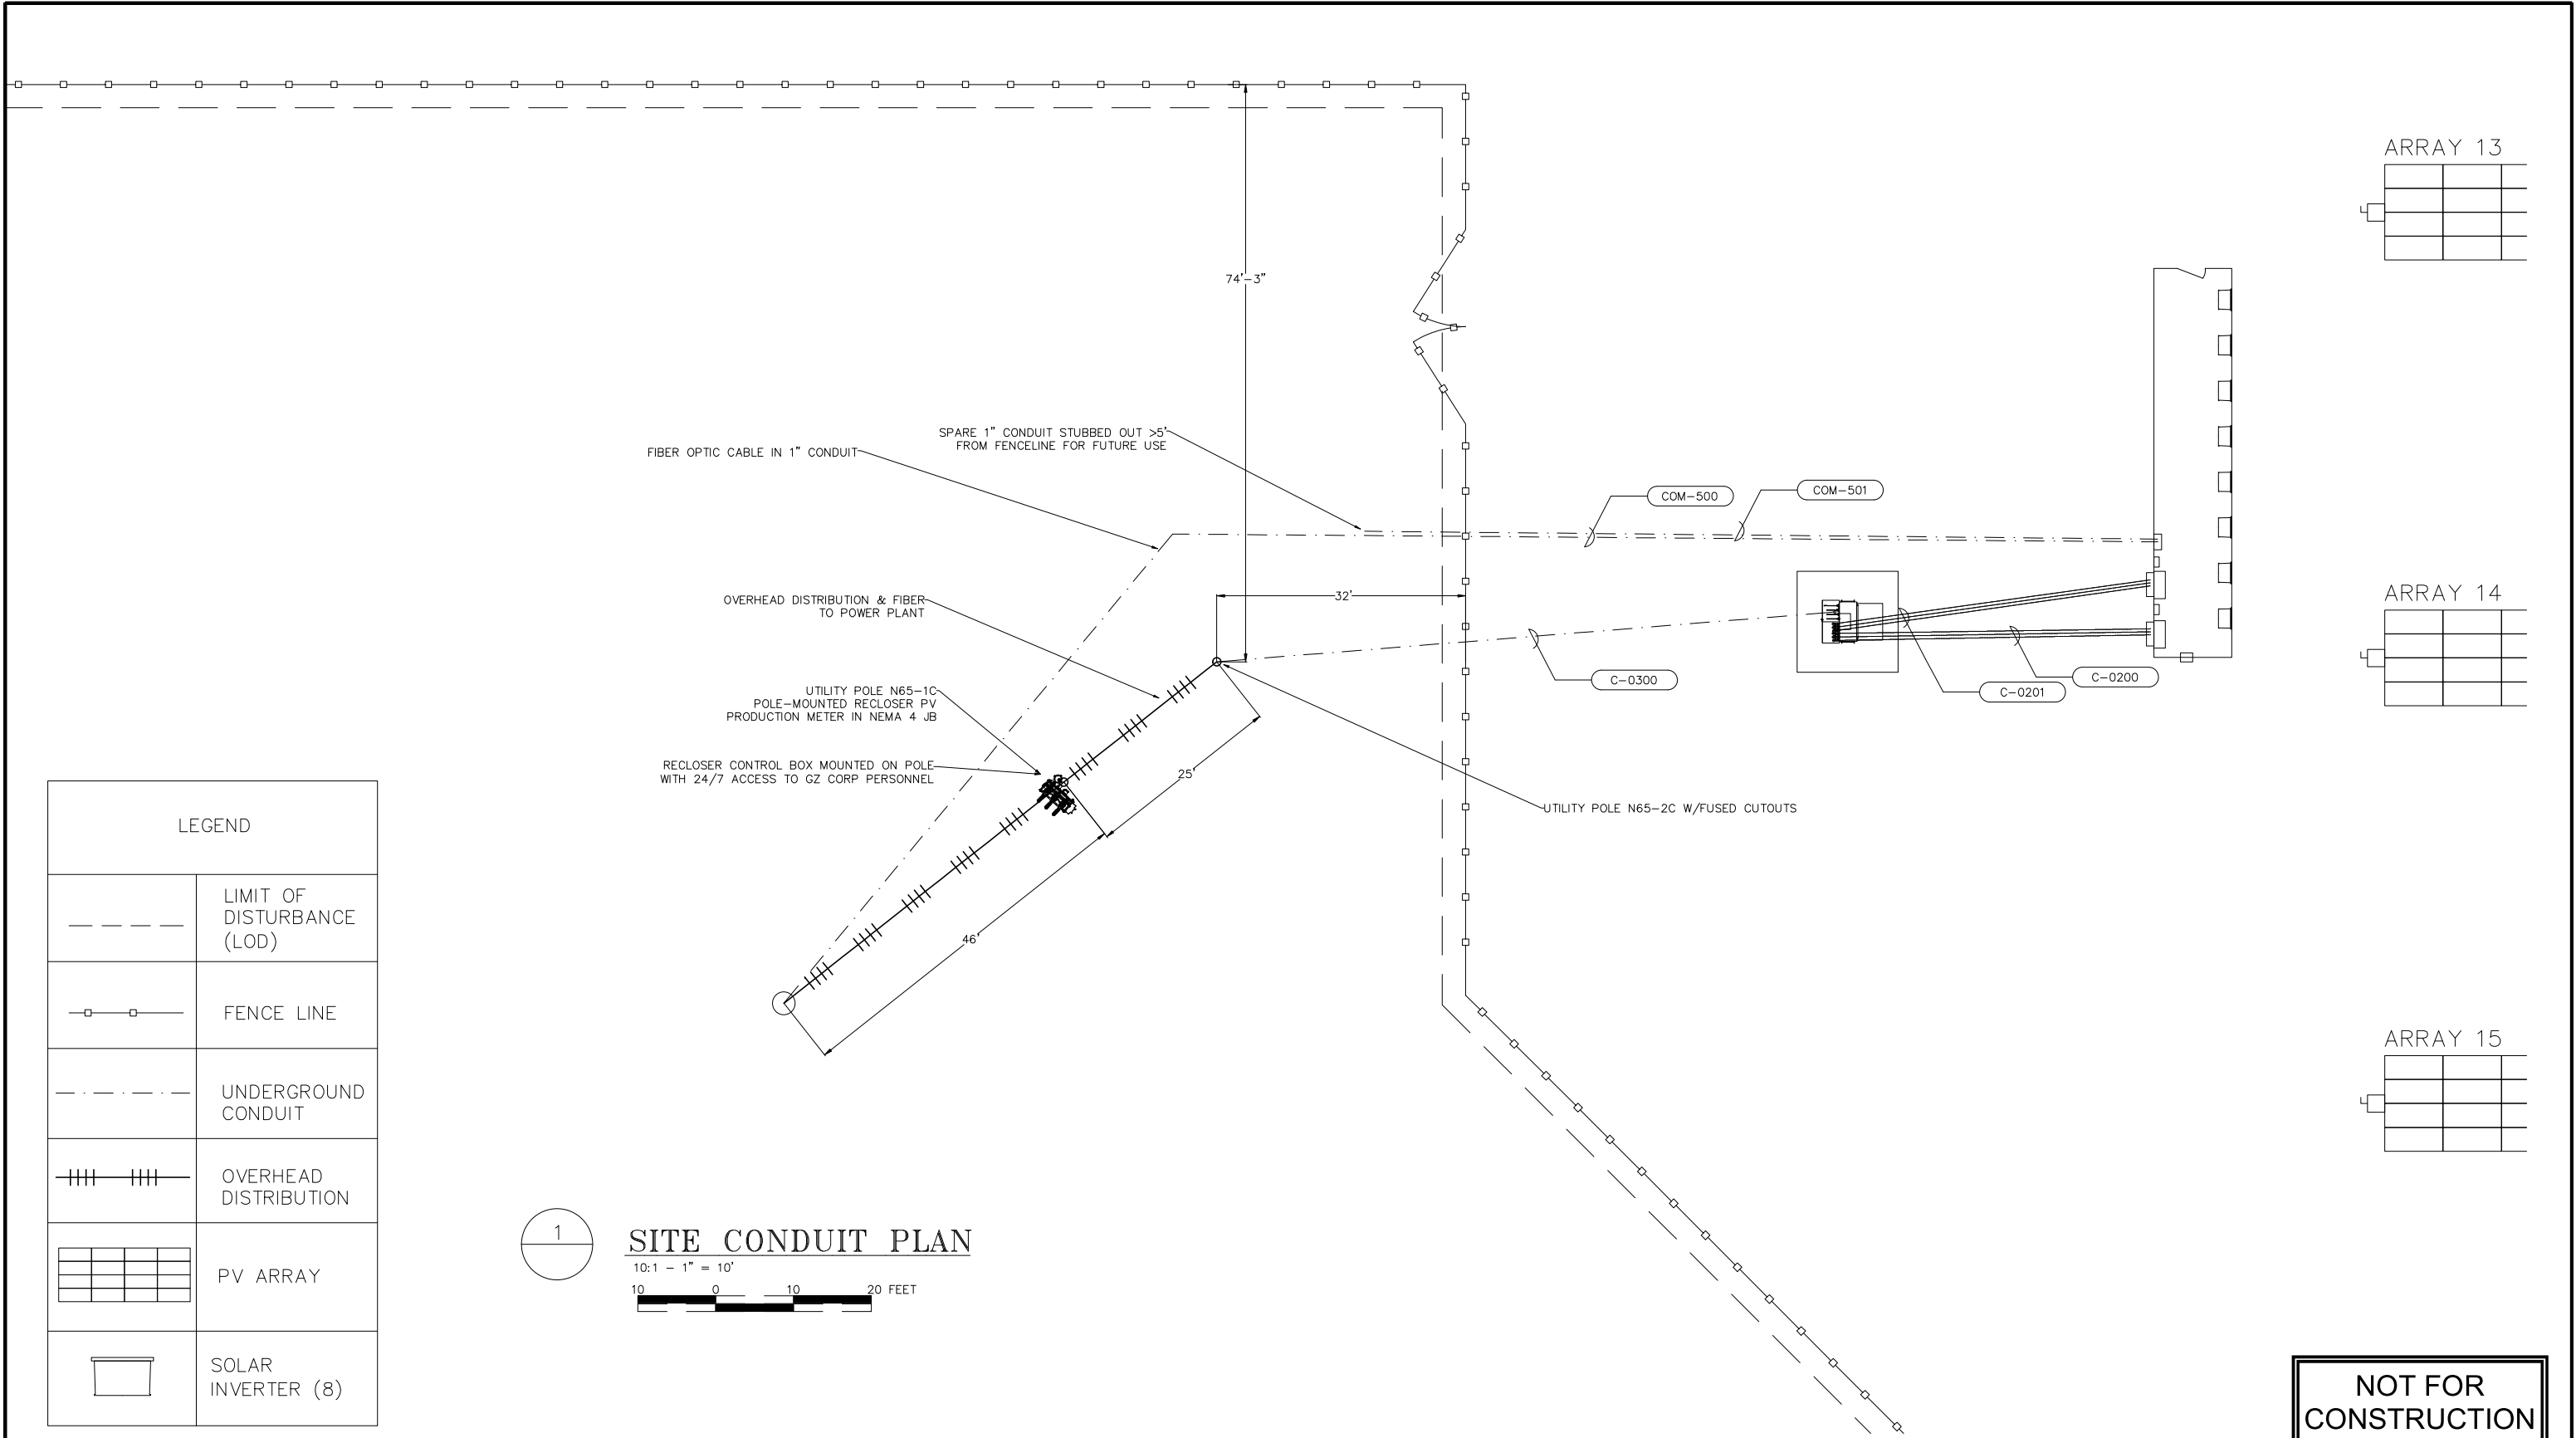 ARRAY 13
74'-3"
SPARE 1" CONDUIT STUBBED OUT >5'
FROM FENCELINE FOR FUTURE USE
FIBER OPTIC CABLE IN 1" CONDUIT
COM-500
COM-501
OVERHEAD DISTRIBUTION & FIBER
TO POWER PLANT
32'
ARRAY 14
C-0300
C-0201
C-0200
UTILITY POLE N65-1C
POLE-MOUNTED RECLOSER PV
PRODUCTION METER IN NEMA 4 JB
RECLOSER CONTROL BOX MOUNTED ON POLE
WITH 24/7 ACCESS TO GZ CORP PERSONNEL
25'
UTILITY POLE N65-2C W/FUSED CUTOUTS
46'
ARRAY 15
LEGEND
LIMIT OF
DISTURBANCE
(LOD)
FENCE LINE
UNDERGROUND
CONDUIT
OVERHEAD
DISTRIBUTION
PV ARRAY
SOLAR
INVERTER (8)
1
SITE CONDUIT PLAN
10:1 - 1" = 10'
10 0 10 20 FEET
NOT FOR
CONSTRUCTION